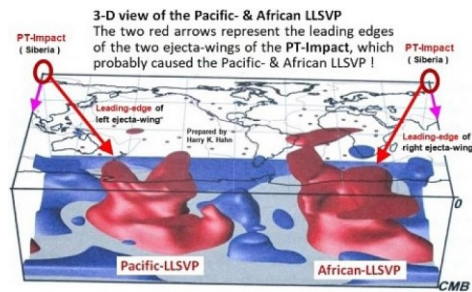 3-D view of the Pacific- & African LLSVP
The two red arrows represent the leading edges
of the two ejecta-wings of the PT-Impact, which
probably caused the Pacific- & African LLSVP !
PT-Impact
( Siberia )
PT-Impact
( Siberia )
Leading-edge of
left ejecta-wing"
Prepared by
Harry K. Hahn
Leading-edge of
right ejecta-wing"
0
Pacific-LLSVP
African-LLSVP
CMB